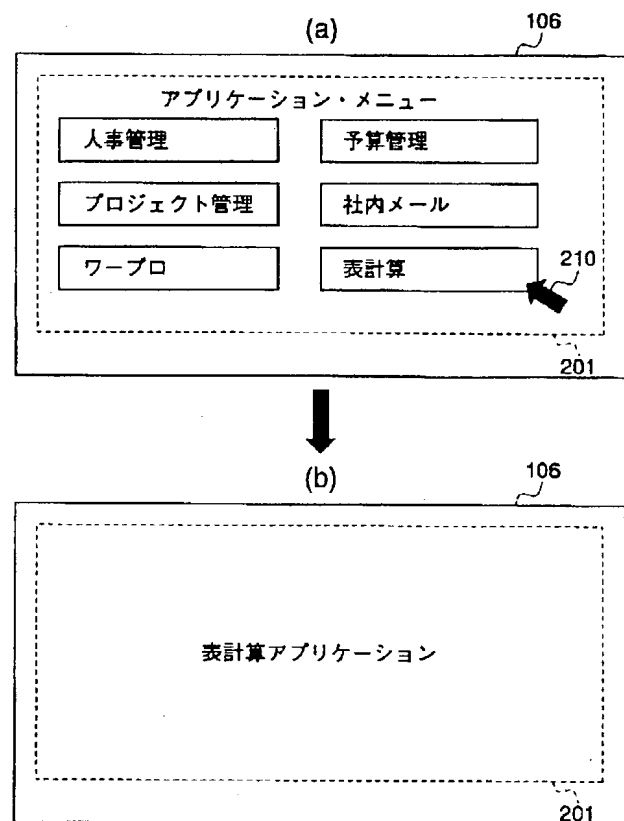 (a)
106
アプリケーション・メニュー
人事管理
予算管理
プロジェクト管理
社内メール
ワープロ
表計算
210
201
(b)
106
表計算アプリケーション
201